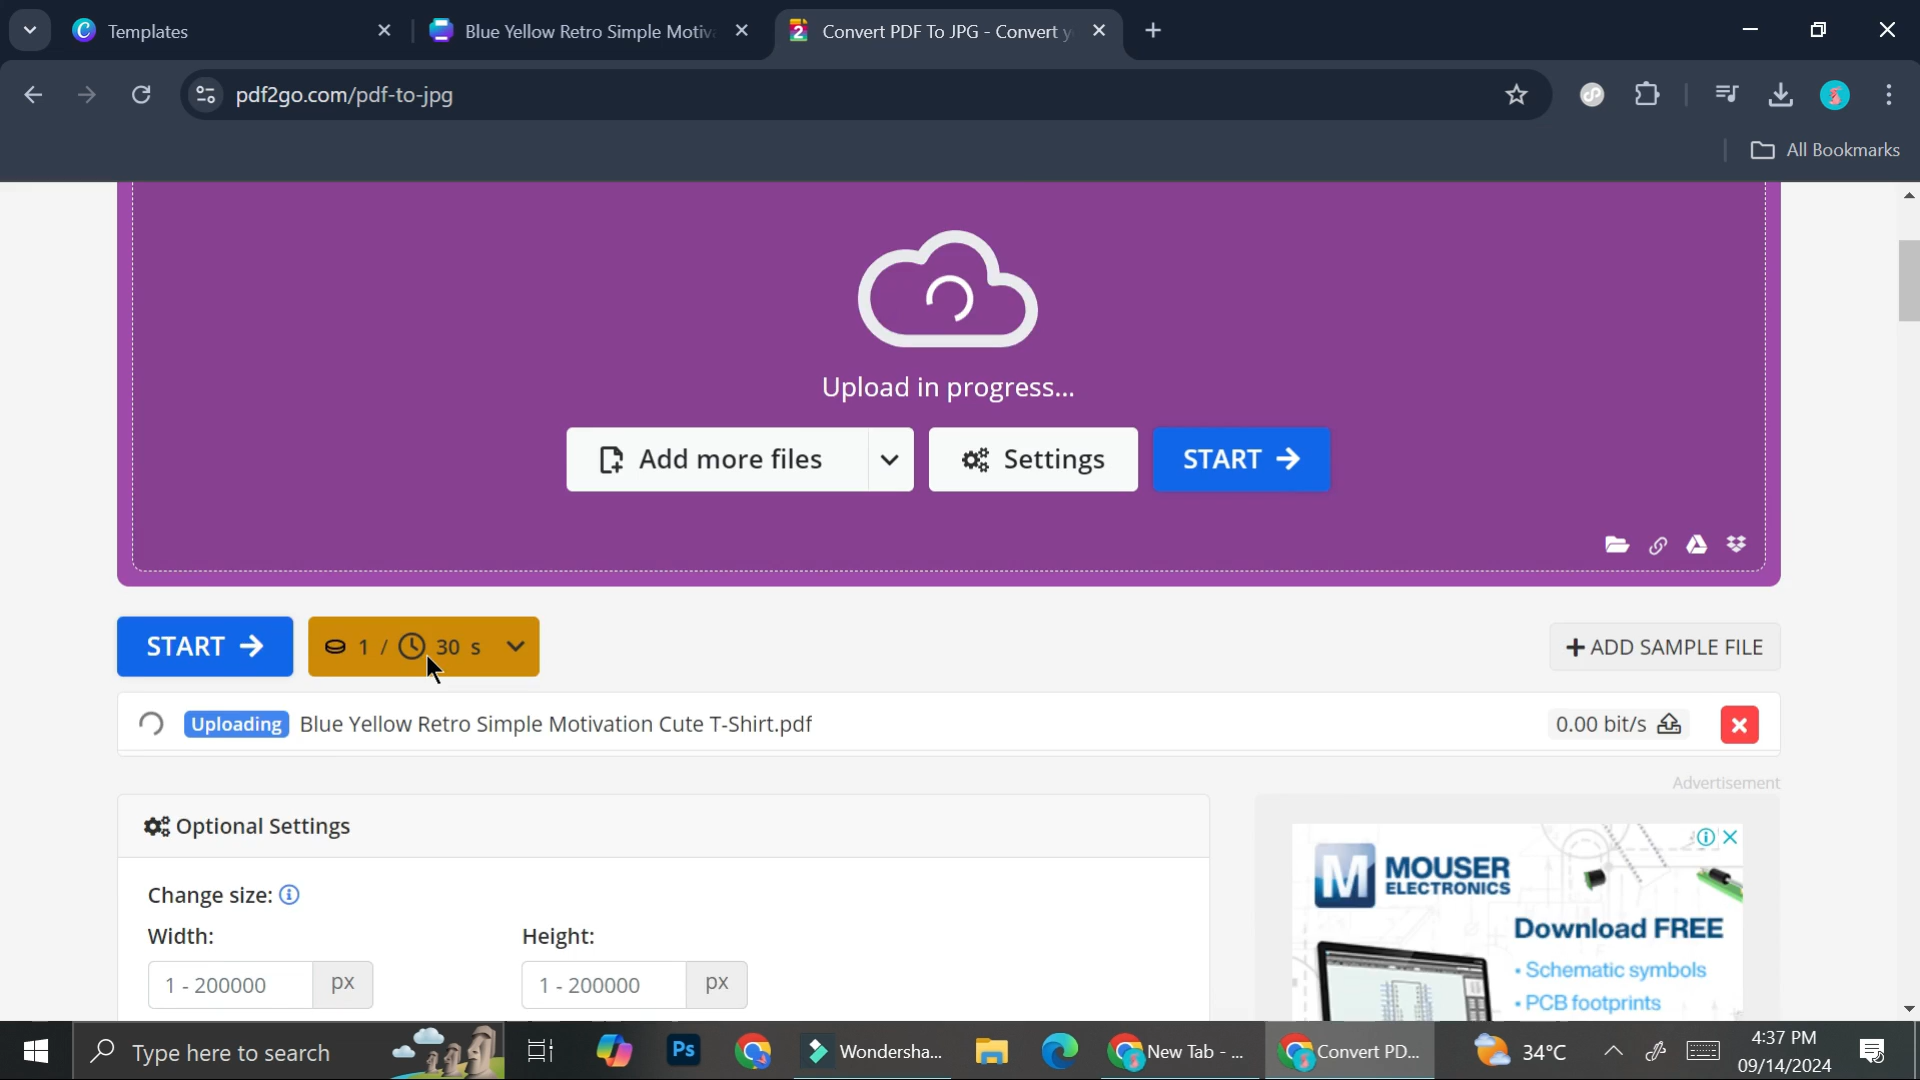 Templates
Blue Yellow Retro Simple Motiv
Convert PDF To JPG - Convert y
pdf2go.com/pdf-to-jpg
All Bookmarks
Upload in progress...
Add more files
Settings
START
START
1 / 30 s
+ ADD SAMPLE FILE
Uploading Blue Yellow Retro Simple Motivation Cute T-Shirt.pdf 0.00 bit/s
Advertisement
Optional Settings
Change size:
Width: Height:
1 - 200000 px 1 - 200000 px
M MOUSER ELECTRONICS
Download FREE
• Schematic symbols
• PCB footprints
Type here to search
Ps
Wondersha...
New Tab - ...
Convert PD...
34°C
4:37 PM
09/14/2024